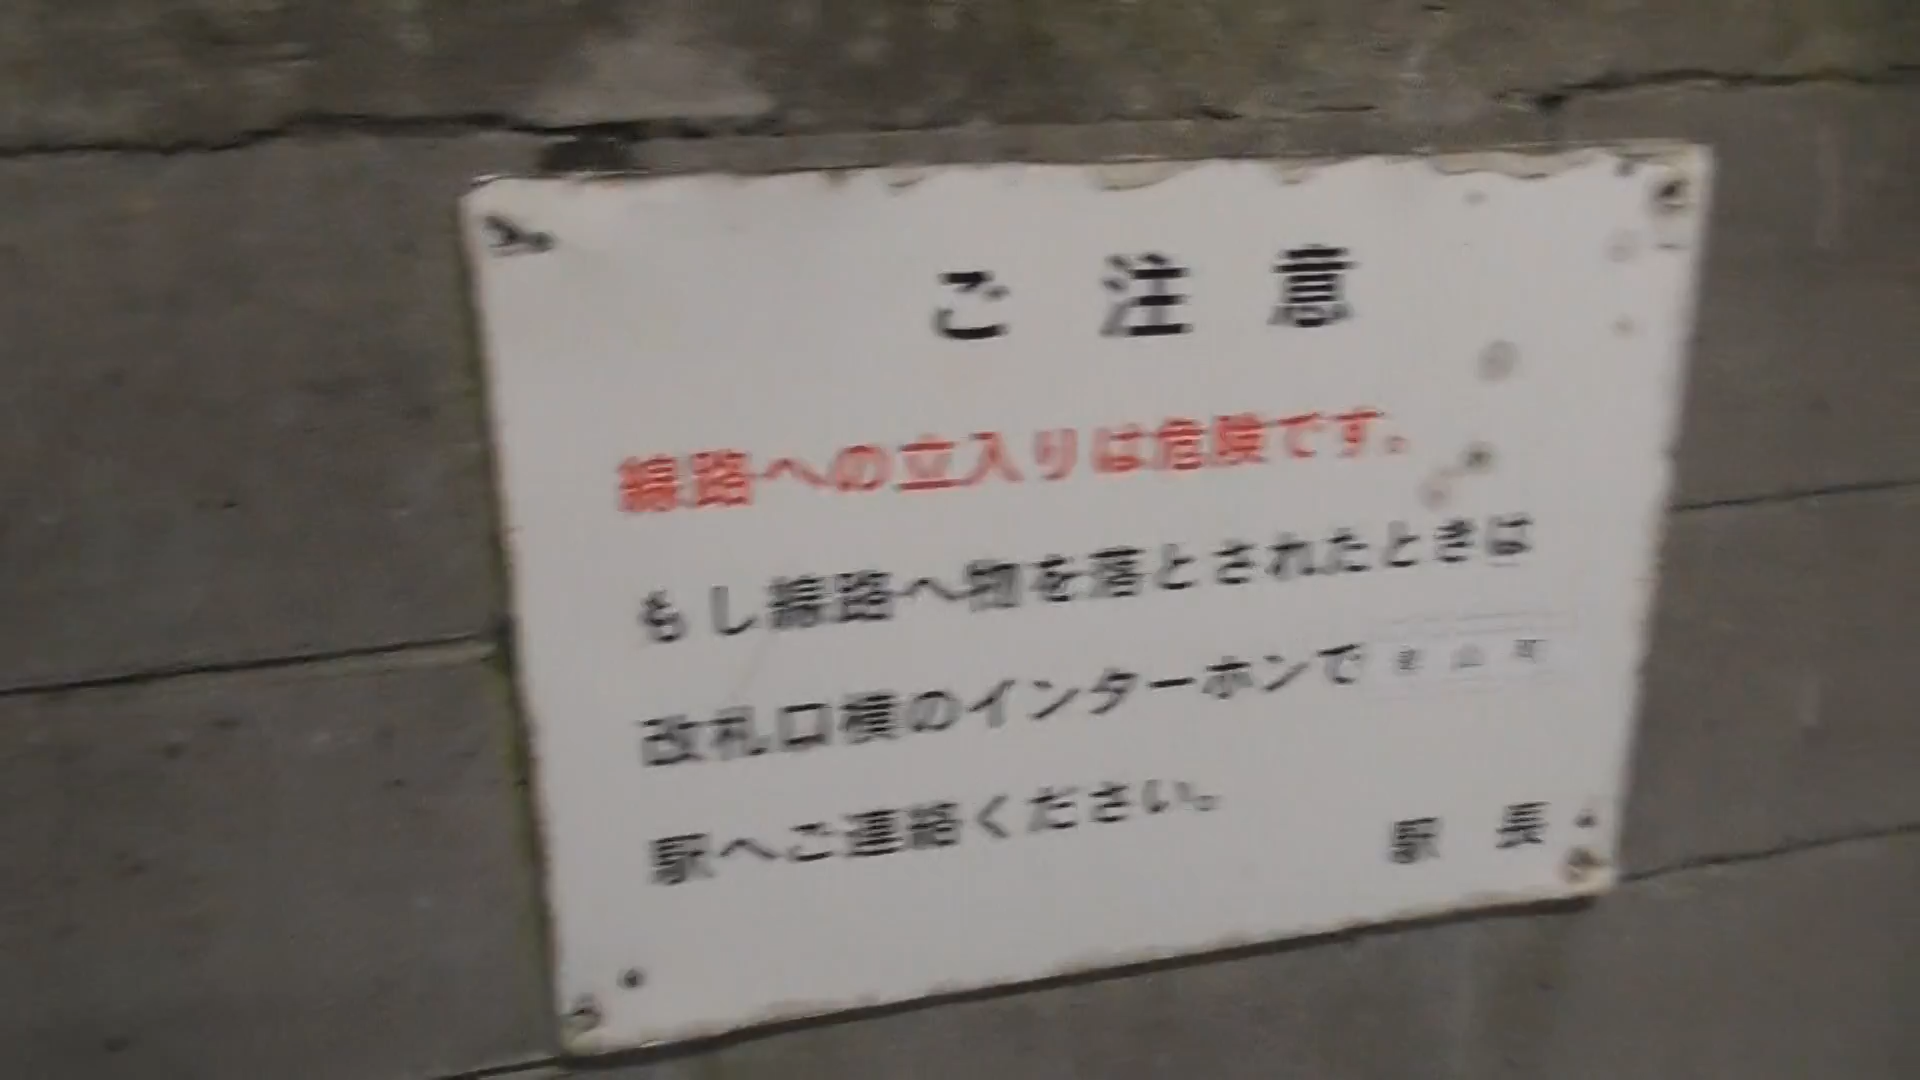 ご注意
線路への立入りは危険です。
もし線路へ物を落とされたときは
改札口横のインターホンで
駅へご連絡ください。
駅長